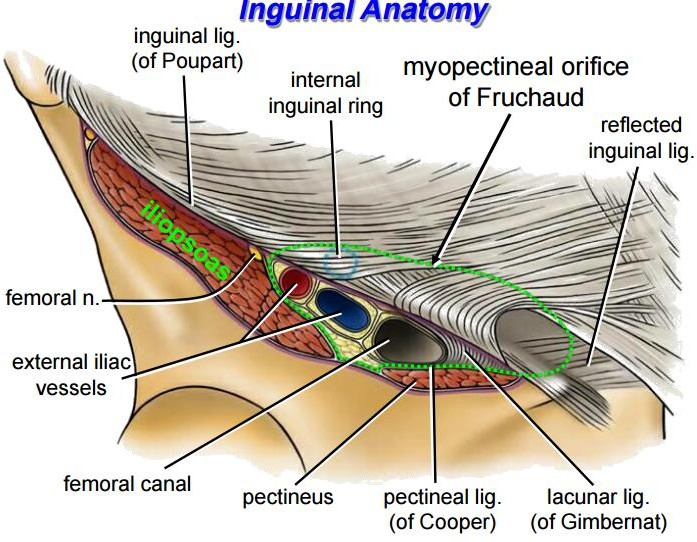 Inguinal Anatomy
inguinal lig.
(of Poupart)
internal
inguinal ring
myopectineal orifice
of Fruchaud
reflected
inguinal lig.
iliopsoas
femoral n.
external iliac
vessels
femoral canal
pectineus
pectineal lig.
(of Cooper)
lacunar lig.
(of Gimbernat)